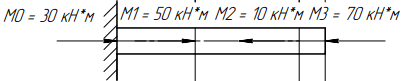 M0 = 30 кН*м M1 = 50 кН*м M2 = 10 кН*м M3 = 70 кН*м